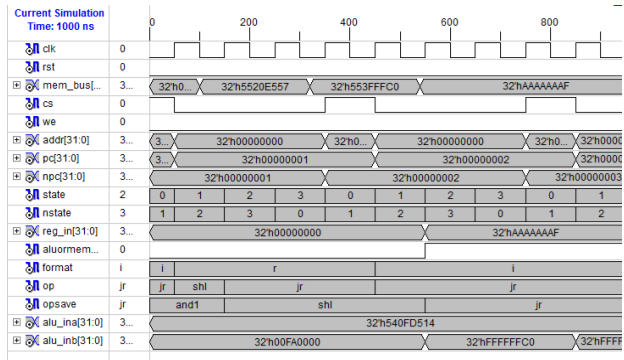 Current Simulation
Time: 1000 ns
0 200 400 600 800
clk 0
rst 0
mem_bus[... 3... 32'h0... 32'h5520E557 32'h553FFFC0 32'hAAAAAAAF
cs 0
we 0
addr[31:0] 3... 3... 32'h00000000 32'h0... 32'h00000000 32'h0... 32'h0000
pc[31:0] 3... 3... 32'h00000001 32'h00000002 32'h0000
npc[31:0] 3... 32'h00000001 32'h00000002 32'h00000003
state 2 0 1 2 3 0 1 2 3 0 1
nstate 3 1 2 3 0 1 2 3 0 1 2
reg_in[31:0] 3... 32'h00000000 32'hAAAAAAAF
aluormem... 0
format i i r i
op jr jr shl jr jr
opsave jr and1 shl jr
alu_ina[31:0] 3... 32'h540FD514
alu_inb[31:0] 3... 32'h00FA0000 32'hFFFFFFC0 32'hFFFF